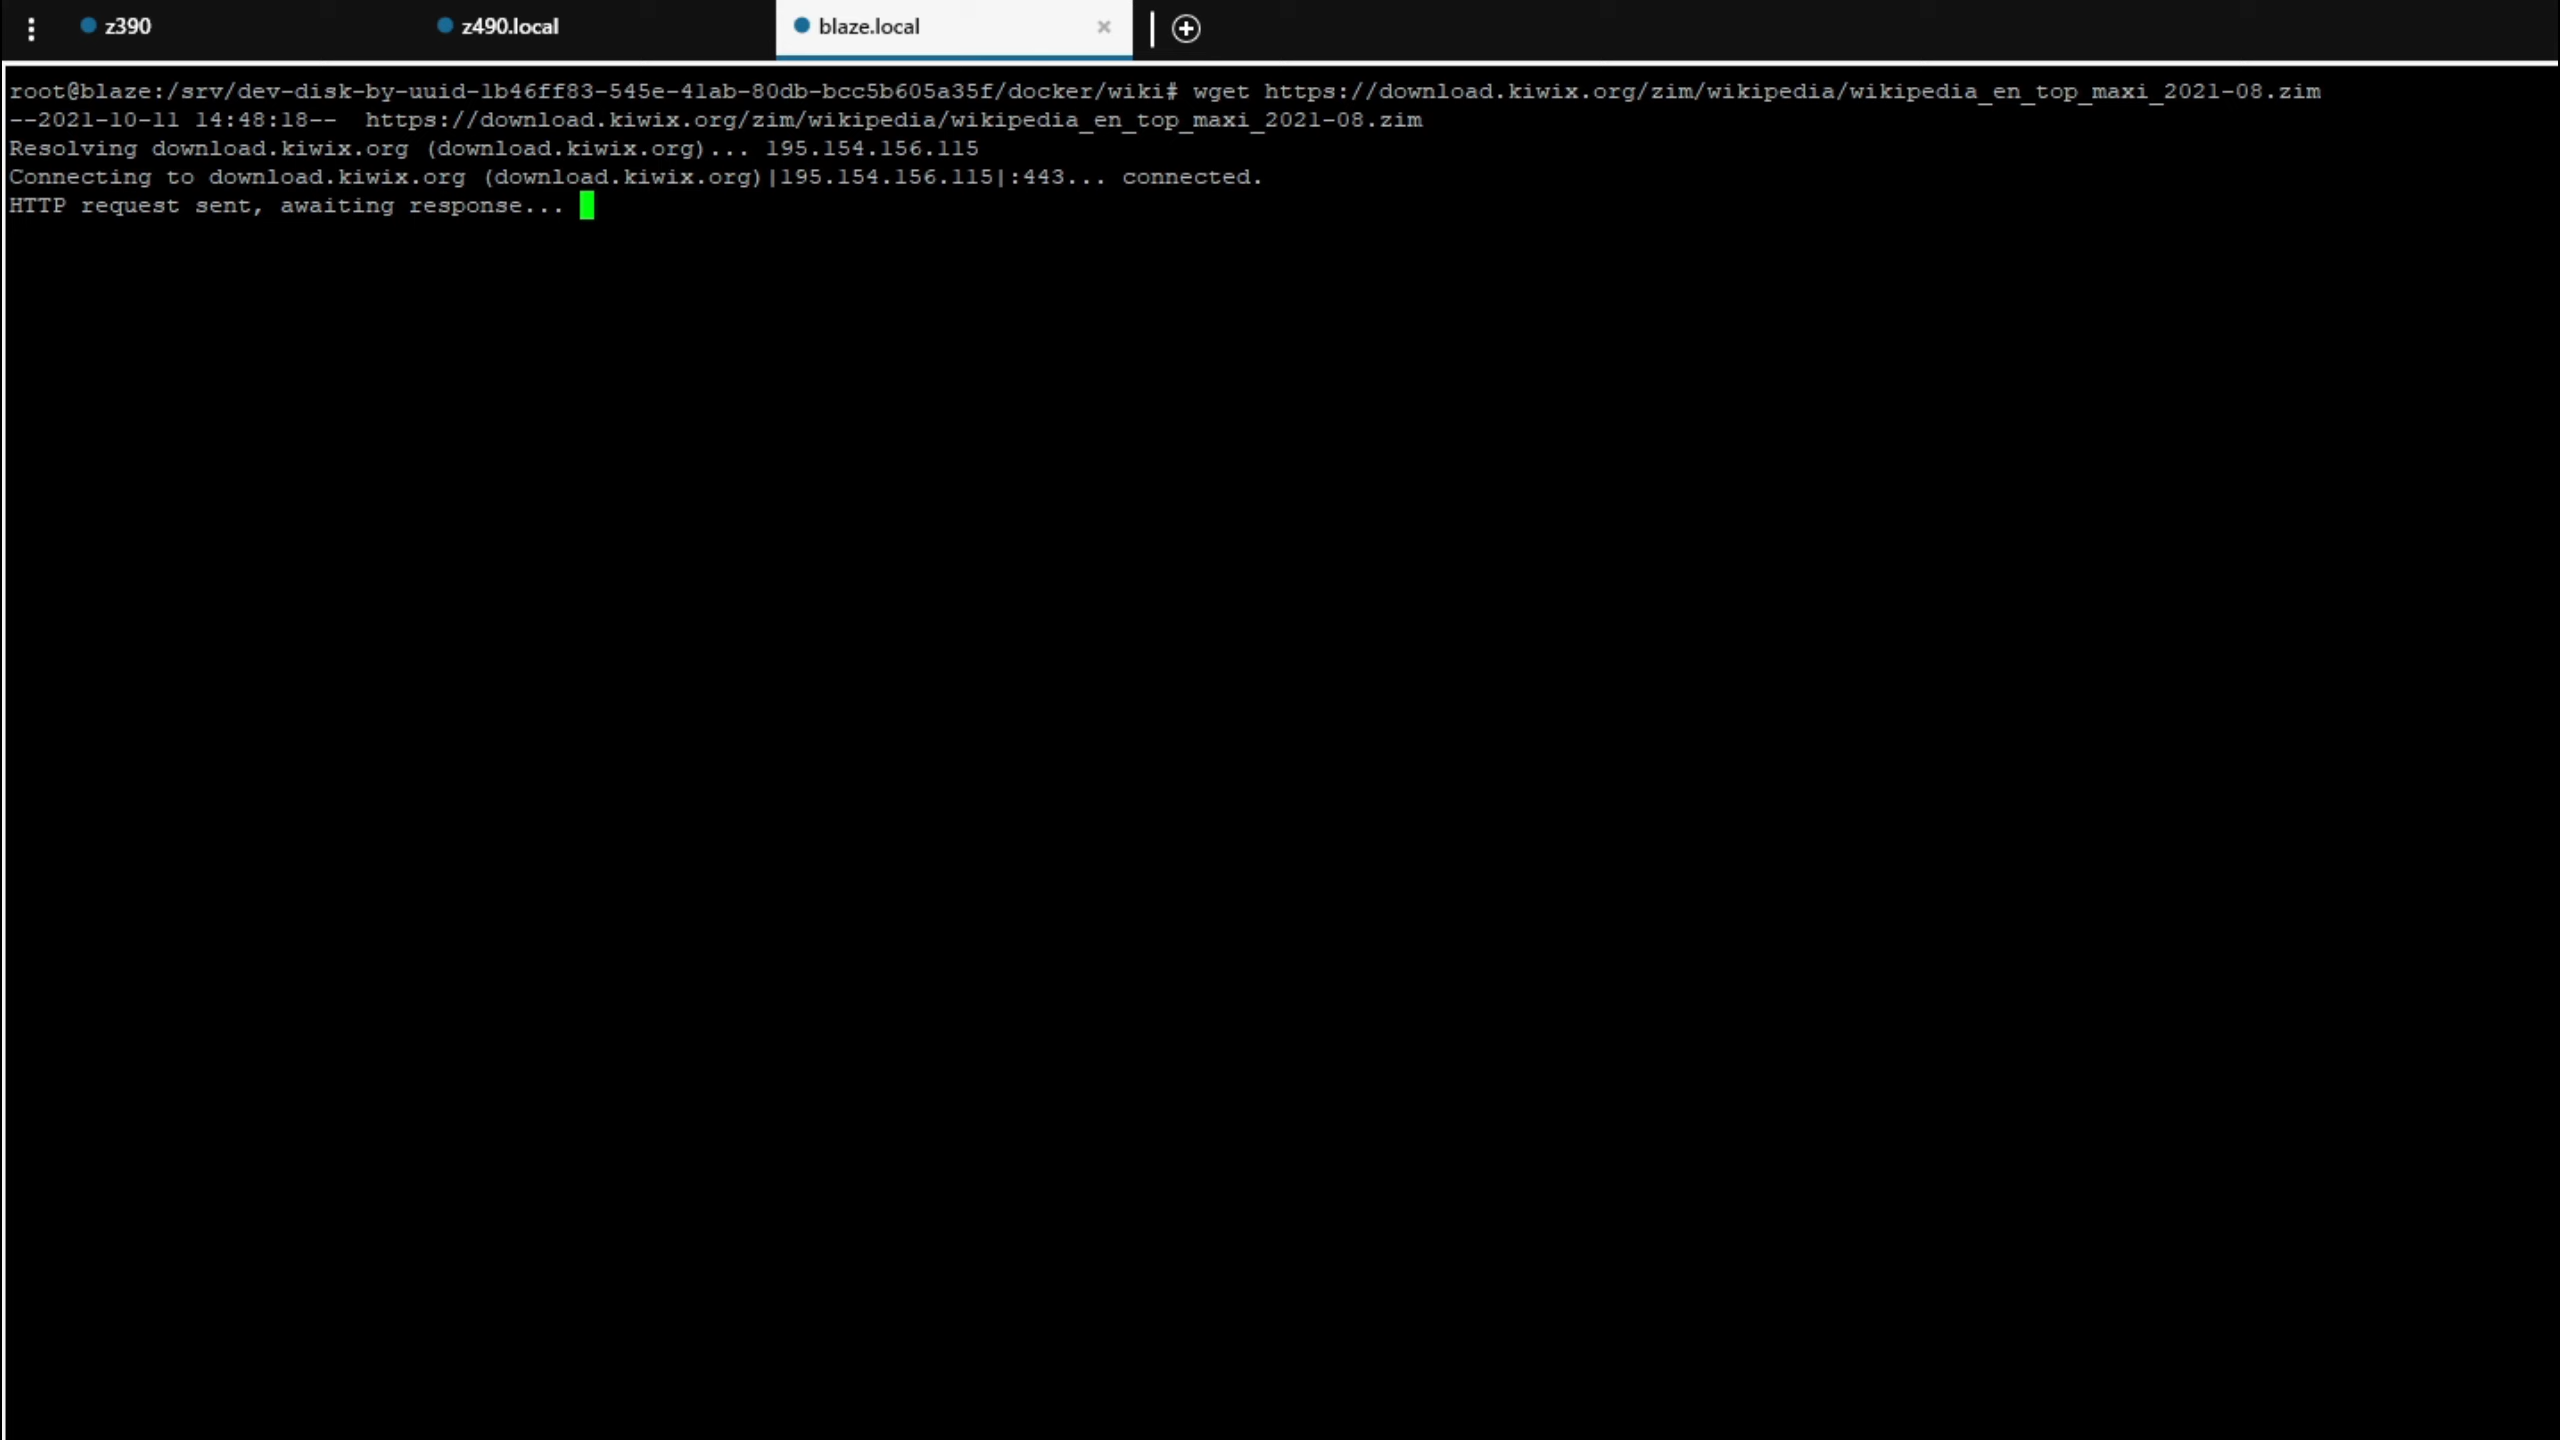 z390 z490.local blaze.local
root@blaze:/srv/dev-disk-by-uuid-1b46ff83-545e-41ab-80db-bcc5b605a35f/docker/wiki# wget https://download.kiwix.org/zim/wikipedia/wikipedia_en_top_maxi_2021-08.zim
--2021-10-11 14:48:18--  https://download.kiwix.org/zim/wikipedia/wikipedia_en_top_maxi_2021-08.zim
Resolving download.kiwix.org (download.kiwix.org)... 195.154.156.115
Connecting to download.kiwix.org (download.kiwix.org)|195.154.156.115|:443... connected.
HTTP request sent, awaiting response...